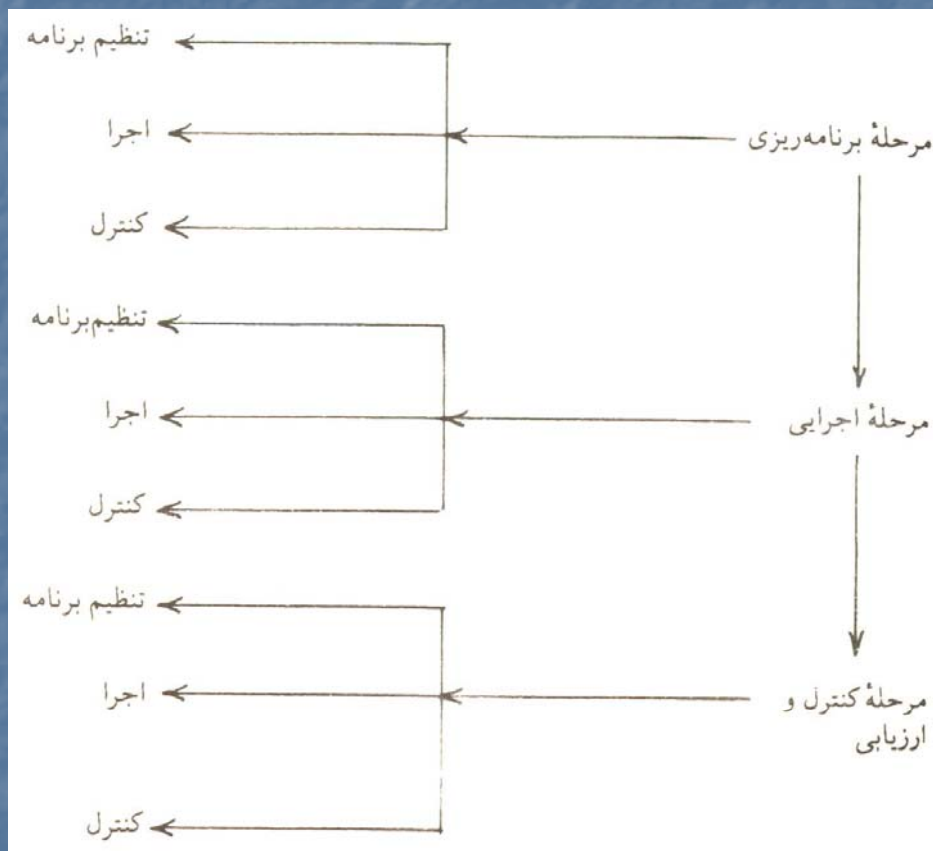 تنظیم برنامه
مرحلهٔ برنامه‌ریزی
اجرا
کنترل
تنظیم‌برنامه
مرحلهٔ اجرایی
اجرا
کنترل
تنظیم برنامه
مرحلهٔ کنترل و
ارزیابی
اجرا
کنترل